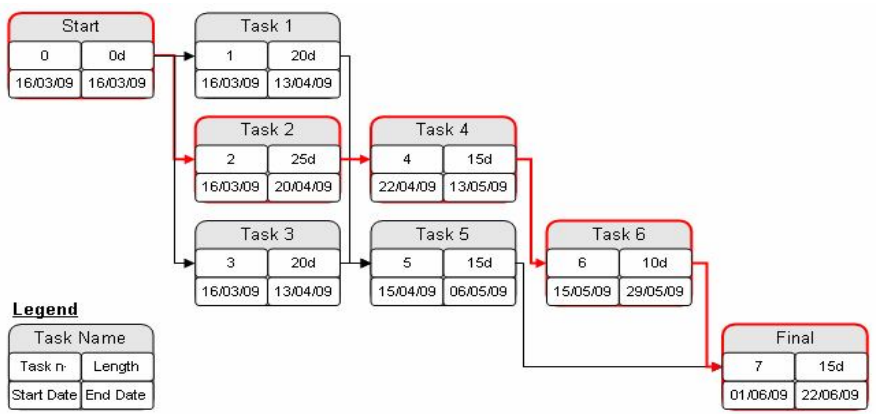 Start
0 0d
16/03/09 16/03/09
Task 1
1 20d
16/03/09 13/04/09
Task 2
2 25d
16/03/09 20/04/09
Task 4
4 15d
22/04/09 13/05/09
Task 3
3 20d
16/03/09 13/04/09
Task 5
5 15d
15/04/09 06/05/09
Task 6
6 10d
15/05/09 29/05/09
Legend
Task Name
Task n· Length
Start Date End Date
Final
7 15d
01/06/09 22/06/09